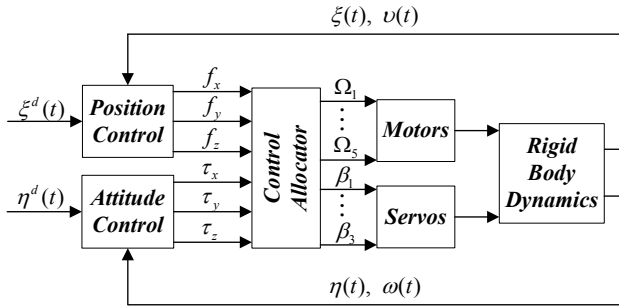 ξ(t), υ(t)
ξ^d(t)
Position
Control
f_x
f_y
f_z
τ_x
τ_y
τ_z
η^d(t)
Attitude
Control
Control
Allocator
Ω_1
⋮
Ω_5
β_1
⋮
β_3
Motors
Servos
Rigid
Body
Dynamics
η(t), ω(t)